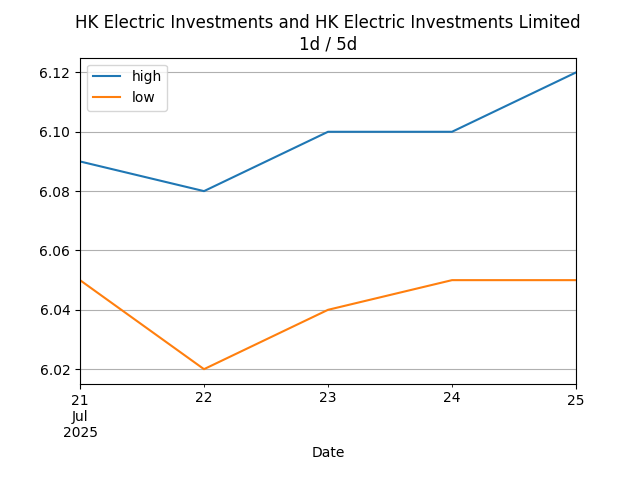 HK Electric Investments and HK Electric Investments Limited
1d / 5d
high
low
6.12
6.10
6.08
6.06
6.04
6.02
21 22 23 24 25
Jul
2025
Date